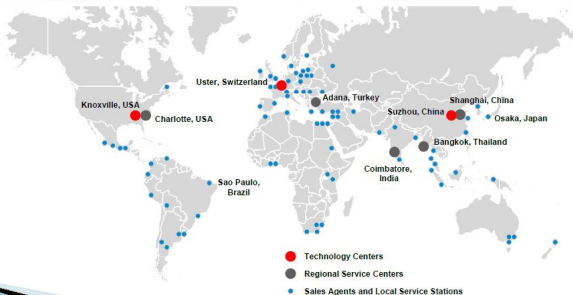 Uster, Switzerland
Knoxville, USA
Charlotte, USA
Adana, Turkey
Shanghai, China
Suzhou, China
Osaka, Japan
Bangkok, Thailand
Coimbatore,
India
Sao Paulo,
Brazil
Technology Centers
Regional Service Centers
Sales Agents and Local Service Stations